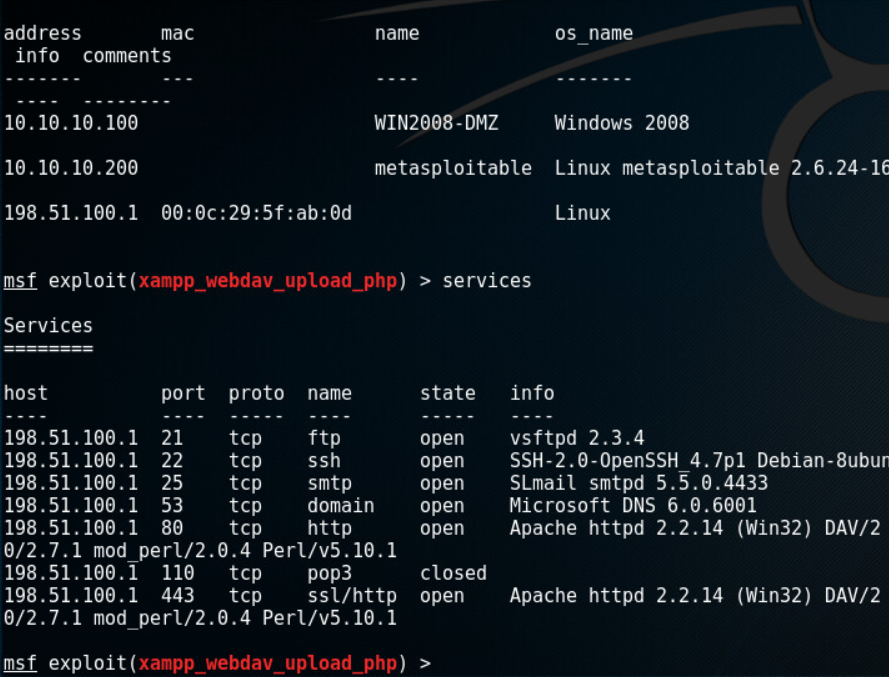 address       mac                name         os_name
 info  comments
-------       ---                ----         -------
 ----  --------
10.10.10.100                     WIN2008-DMZ     Windows 2008
10.10.10.200                     metasploitable  Linux metasploitable 2.6.24-16
198.51.100.1  00:0c:29:5f:ab:0d                  Linux
msf exploit(xampp_webdav_upload_php) > services
Services
========
host          port  proto  name      state   info
----          ----  -----  ----      -----   ----
198.51.100.1  21    tcp    ftp       open    vsftpd 2.3.4
198.51.100.1  22    tcp    ssh       open    SSH-2.0-OpenSSH_4.7p1 Debian-8ubun
198.51.100.1  25    tcp    smtp      open    SLmail smtpd 5.5.0.4433
198.51.100.1  53    tcp    domain    open    Microsoft DNS 6.0.6001
198.51.100.1  80    tcp    http      open    Apache httpd 2.2.14 (Win32) DAV/2
0/2.7.1 mod_perl/2.0.4 Perl/v5.10.1
198.51.100.1  110   tcp    pop3      closed
198.51.100.1  443   tcp    ssl/http  open    Apache httpd 2.2.14 (Win32) DAV/2
0/2.7.1 mod_perl/2.0.4 Perl/v5.10.1
msf exploit(xampp_webdav_upload_php) >